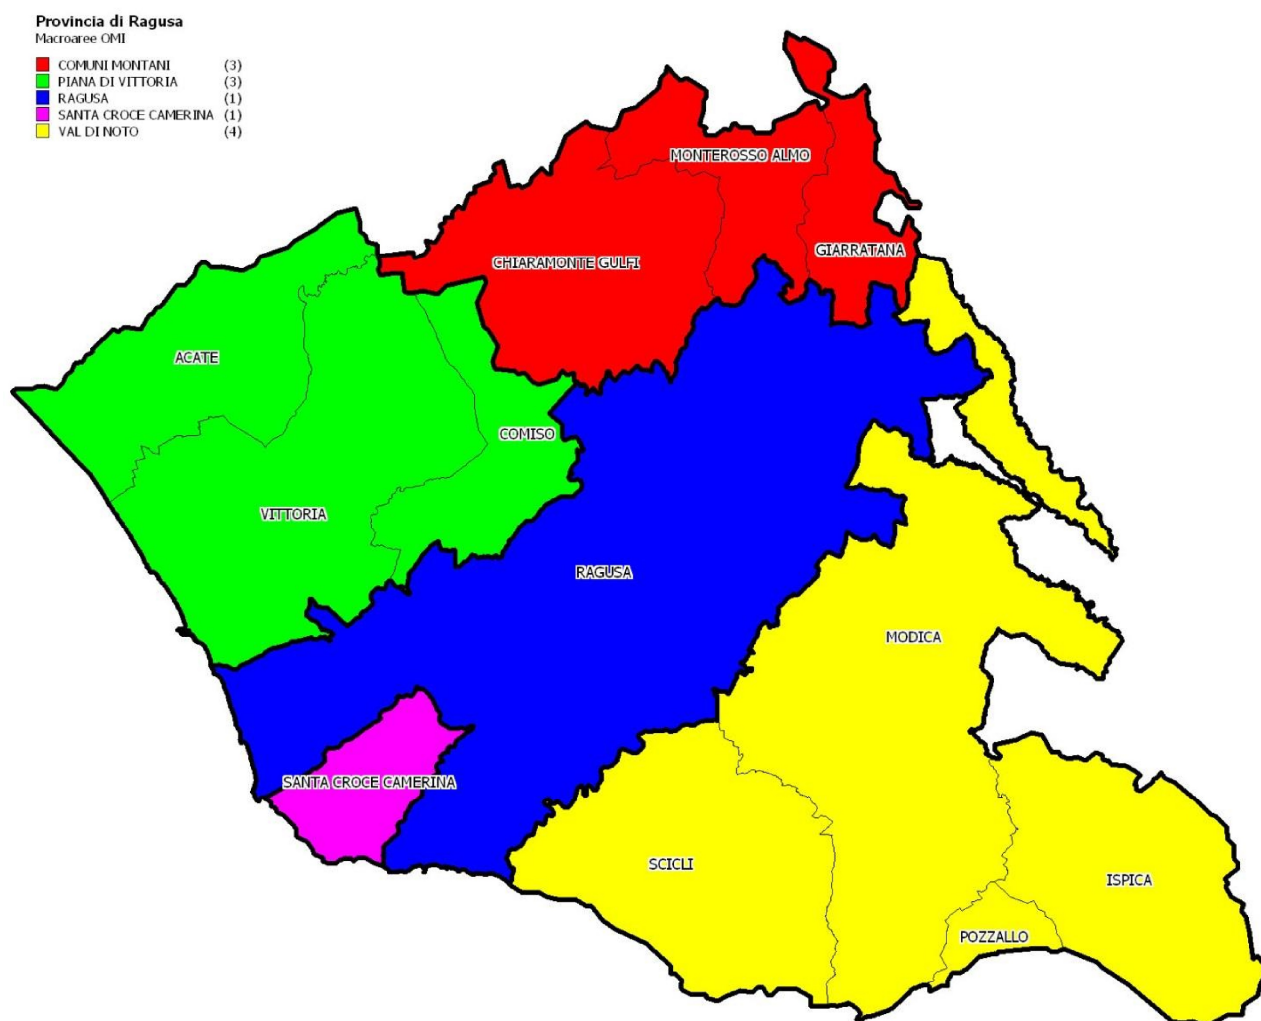 Provincia di Ragusa
Macroaree OMI
COMUNI MONTANI (3)
PIANA DI VITTORIA (3)
RAGUSA (1)
SANTA CROCE CAMERINA (1)
VAL DI NOTO (4)
MONTEROSSO ALMO
GIARRATANA
CHIARAMONTE GULFI
ACATE
COMISO
VITTORIA
RAGUSA
MODICA
SANTA CROCE CAMERINA
SCICLI
ISPICA
POZZALLO